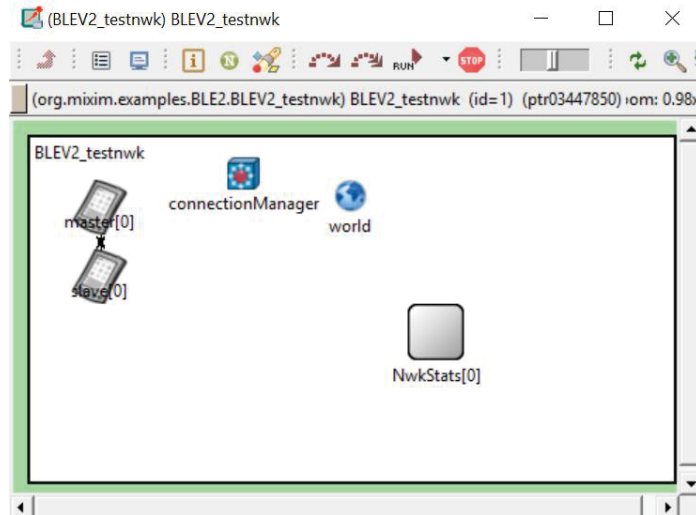 (BLEV2_testnwk) BLEV2_testnwk
N RUN STOP
(org.mixim.examples.BLE2.BLEV2_testnwk) BLEV2_testnwk (id=1) (ptr03447850) oom: 0.98x
BLEV2_testnwk
connectionManager
master[0]
world
slave[0]
NwkStats[0]